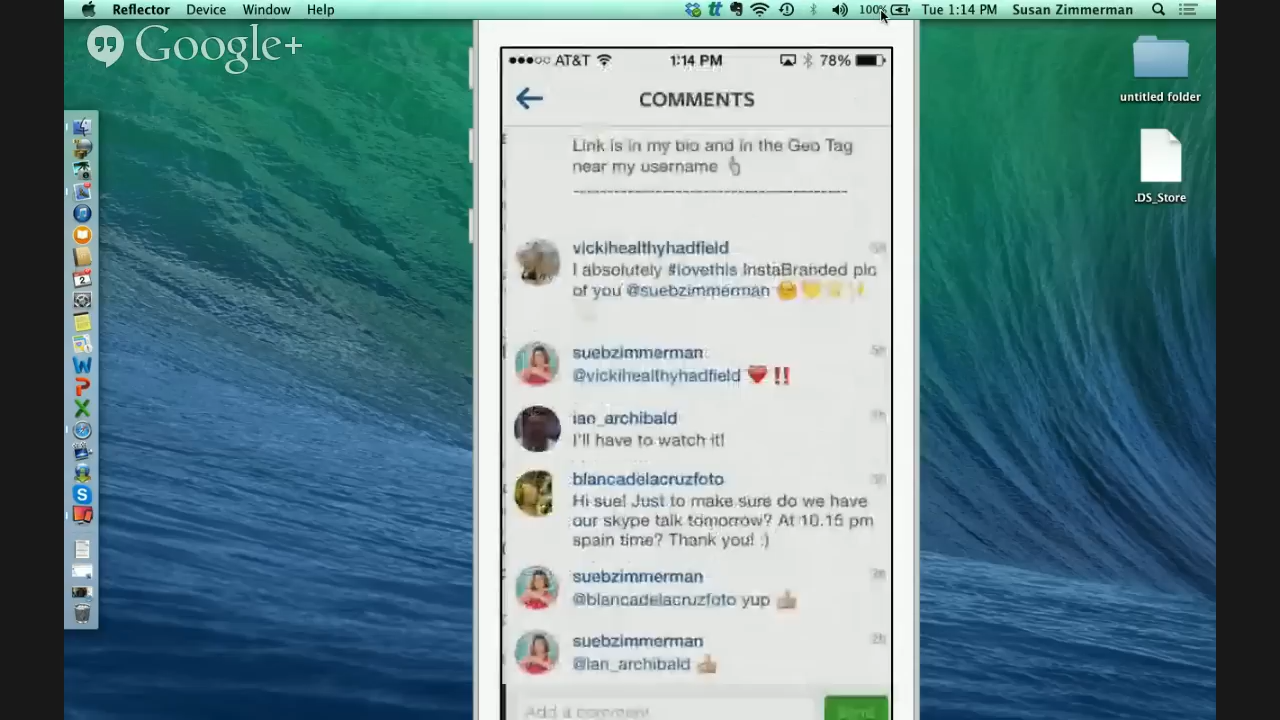 Reflector Device Window Help
100% Tue 1:14 PM Susan Zimmerman
Google+
untitled folder
.DS_Store
AT&T 1:14 PM 78%
COMMENTS
Link is in my bio and in the Geo Tag
near my username
vickihealthyhadfield
I absolutely #lovethis InstaBranded pic
of you @suebzimmerman
suebzimmerman
@vickihealthyhadfield ❤️ ‼️
ian_archibald
I'll have to watch it!
blancadelacruzfoto
Hi sue! Just to make sure do we have
our skype talk tomorrow? At 10.15 pm
spain time? Thank you! :)
suebzimmerman
@blancadelacruzfoto yup 👍
suebzimmerman
2h
@ian_archibald 👍
Add a comment
Send